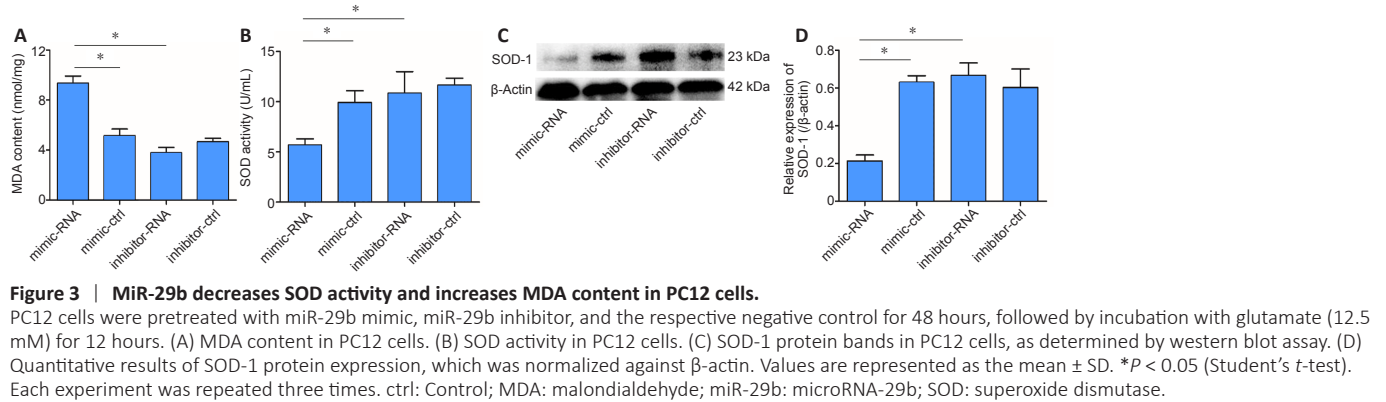 A
MDA content (nmol/mg)
12
8
4
0
*
*
mimic-RNA
mimic-ctrl
inhibitor-RNA
inhibitor-ctrl
B
SOD activity (U/mL)
15
10
5
0
*
*
mimic-RNA
mimic-ctrl
inhibitor-RNA
inhibitor-ctrl
C
SOD-1
23 kDa
β-Actin
42 kDa
mimic-RNA
mimic-ctrl
inhibitor-RNA
inhibitor-ctrl
D
Relative expression of
SOD-1 (/β-actin)
0.8
0.6
0.4
0.2
0
*
*
mimic-RNA
mimic-ctrl
inhibitor-RNA
inhibitor-ctrl
Figure 3 | MiR-29b decreases SOD activity and increases MDA content in PC12 cells.
PC12 cells were pretreated with miR-29b mimic, miR-29b inhibitor, and the respective negative control for 48 hours, followed by incubation with glutamate (12.5
mM) for 12 hours. (A) MDA content in PC12 cells. (B) SOD activity in PC12 cells. (C) SOD-1 protein bands in PC12 cells, as determined by western blot assay. (D)
Quantitative results of SOD-1 protein expression, which was normalized against β-actin. Values are represented as the mean ± SD. *P < 0.05 (Student’s t-test).
Each experiment was repeated three times. ctrl: Control; MDA: malondialdehyde; miR-29b: microRNA-29b; SOD: superoxide dismutase.